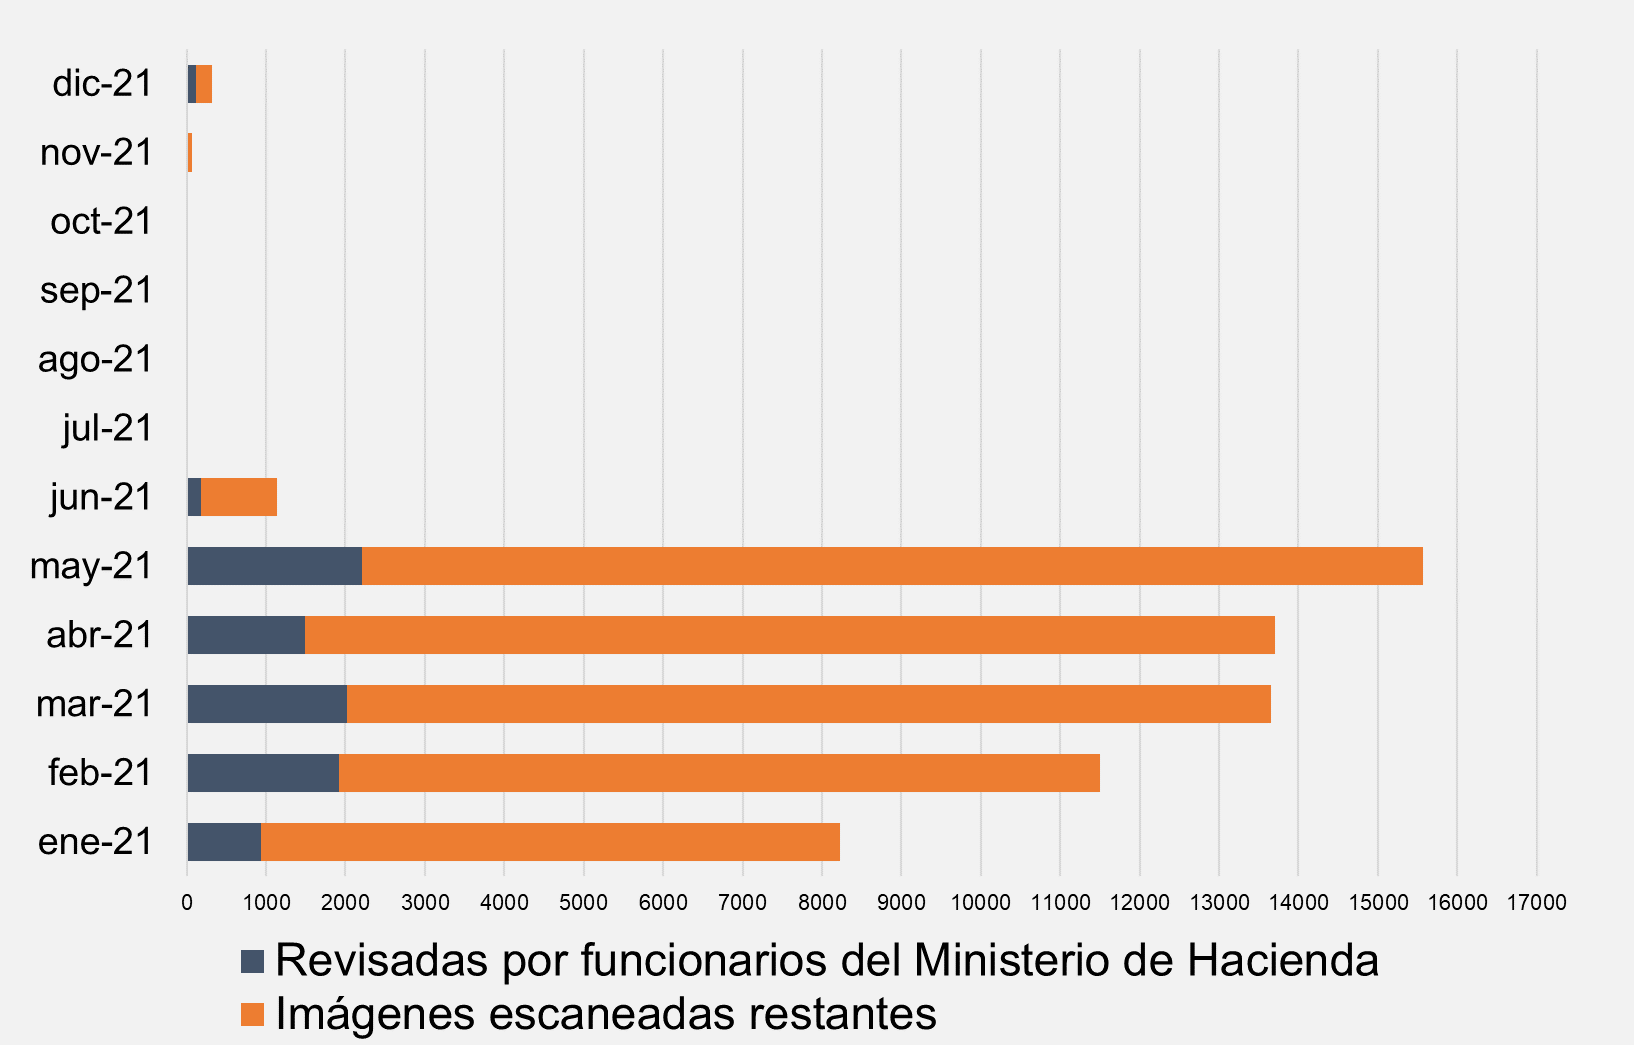 dic-21
nov-21
oct-21
sep-21
ago-21
jul-21
jun-21
may-21
abr-21
mar-21
feb-21
ene-21
0 1000 2000 3000 4000 5000 6000 7000 8000 9000 10000 11000 12000 13000 14000 15000 16000 17000
Revisadas por funcionarios del Ministerio de Hacienda
Imágenes escaneadas restantes